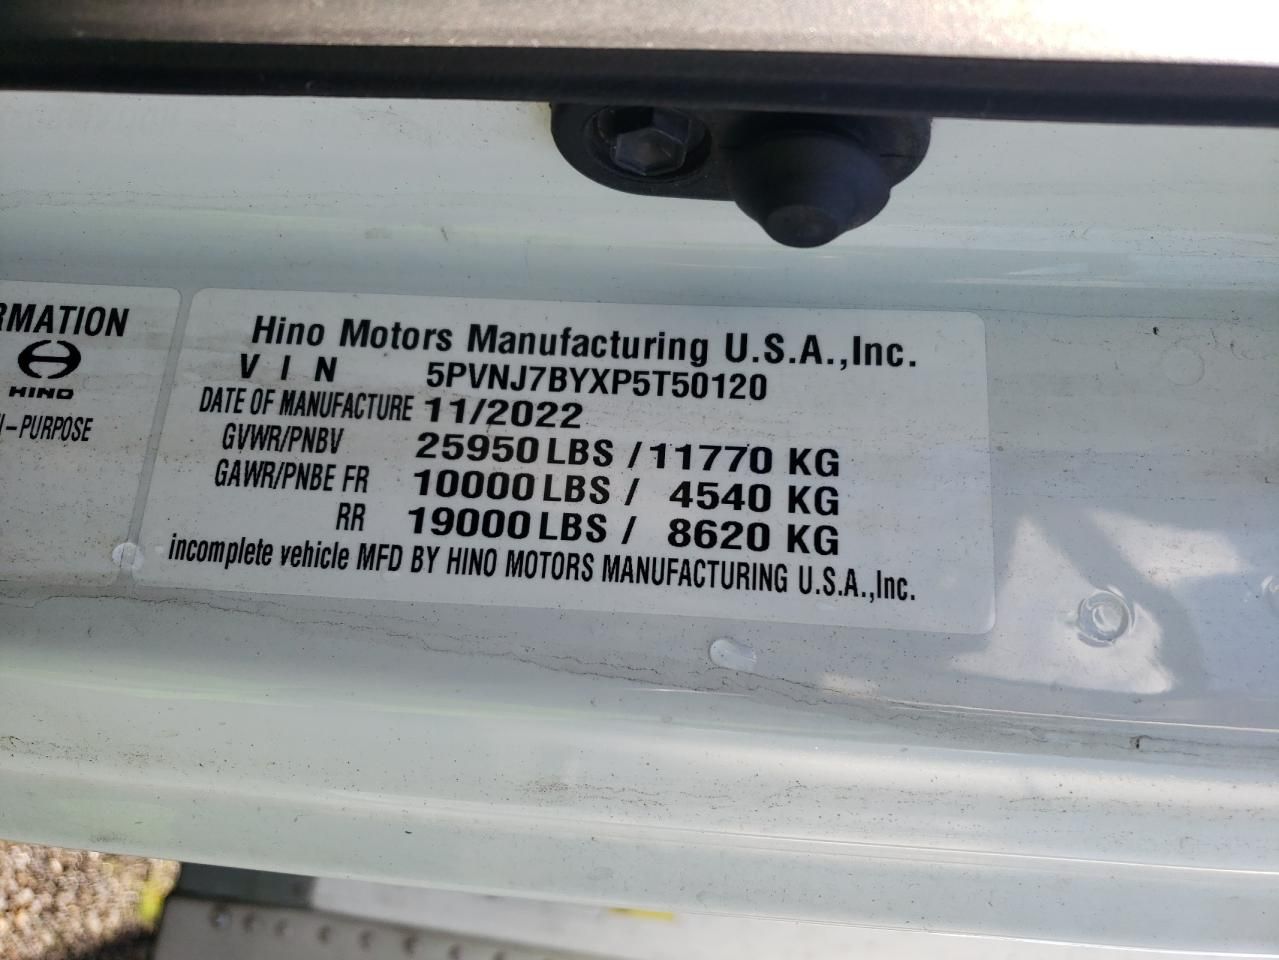 RMATION
HINO
-PURPOSE
Hino Motors Manufacturing U.S.A.,Inc.
VIN 5PVNJ7BYXP5T50120
DATE OF MANUFACTURE 11/2022
GVWR/PNBV 25950 LBS / 11770 KG
GAWR/PNBE FR 10000 LBS / 4540 KG
RR 19000 LBS / 8620 KG
incomplete vehicle MFD BY HINO MOTORS MANUFACTURING U.S.A.,Inc.